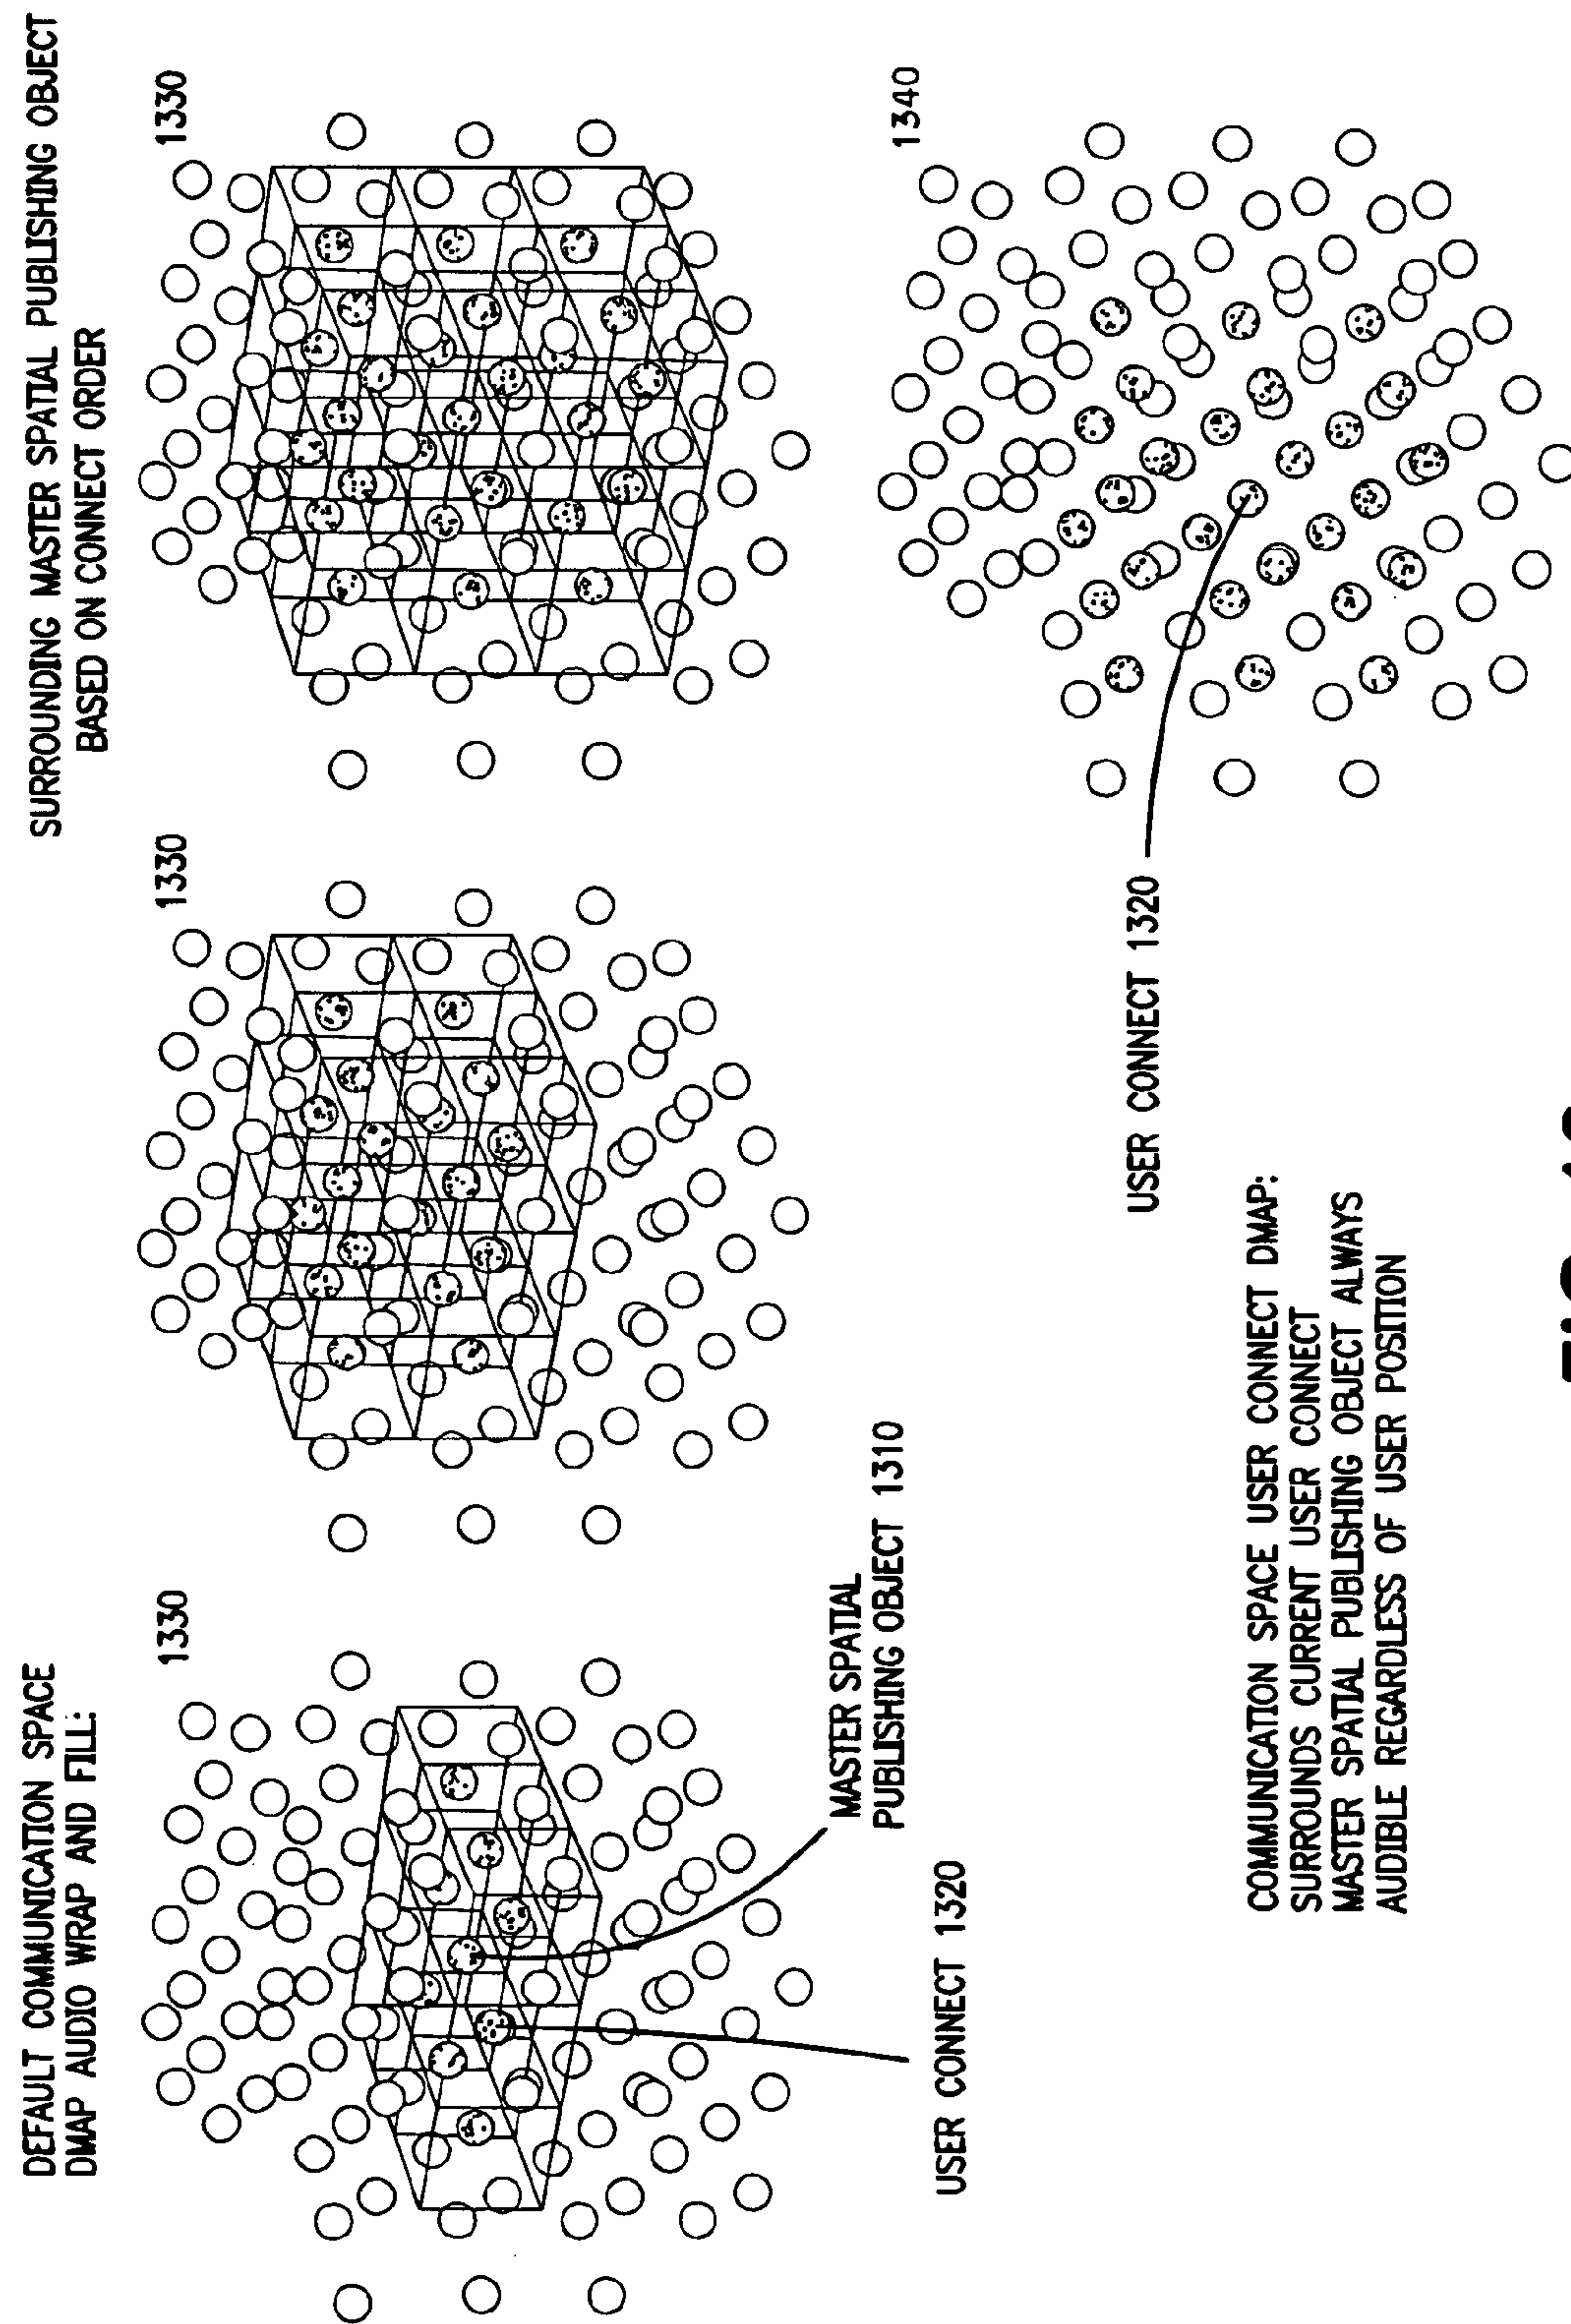 DEFAULT COMMUNICATION SPACE
DMAP AUDIO WRAP AND FILL:
SURROUNDING MASTER SPATIAL PUBLISHING OBJECT
BASED ON CONNECT ORDER
1330
1330
1330
MASTER SPATIAL
PUBLISHING OBJECT 1310
USER CONNECT 1320
1340
USER CONNECT 1320
COMMUNICATION SPACE USER CONNECT DMAP:
SURROUNDS CURRENT USER CONNECT
MASTER SPATIAL PUBLISHING OBJECT ALWAYS
AUDIBLE REGARDLESS OF USER POSITION